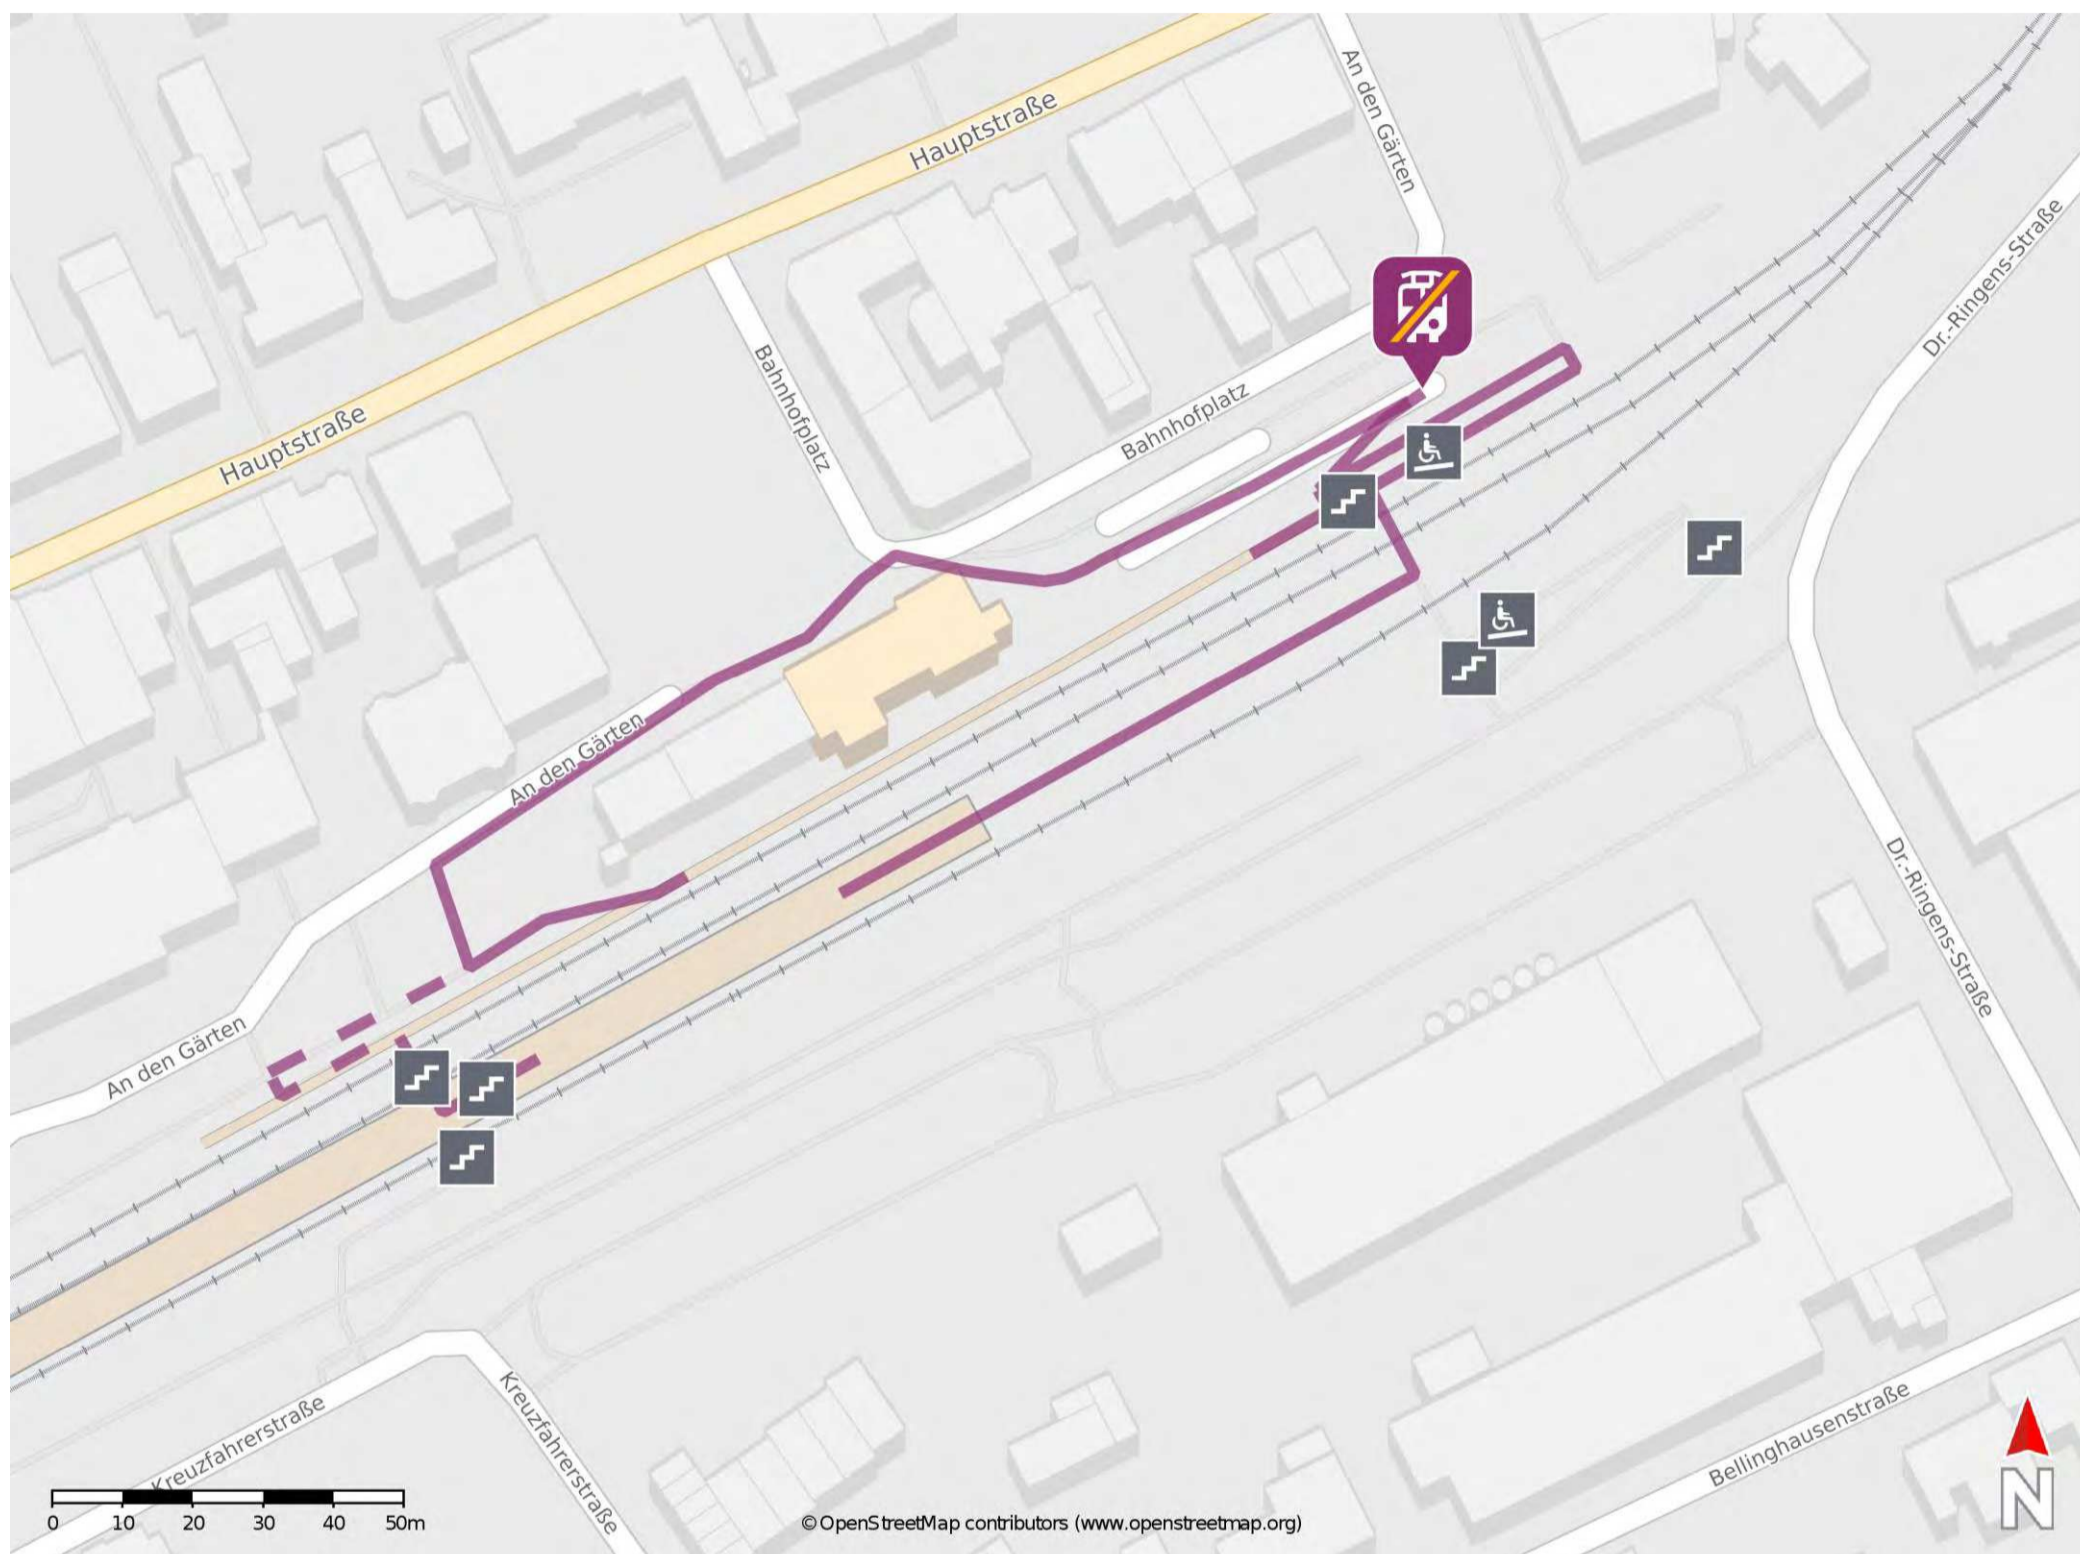 An den Gärten
Hauptstraße
Dr.-Ringens-Straße
Bahnhofplatz
Bahnhofplatz
Hauptstraße
An den Gärten
Dr.-Ringens-Straße
An den Gärten
Kreuzfahrerstraße
Kreuzfahrerstraße
Bellinghausenstraße
N
0 10 20 30 40 50m
©OpenStreetMap contributors (www.openstreetmap.org)